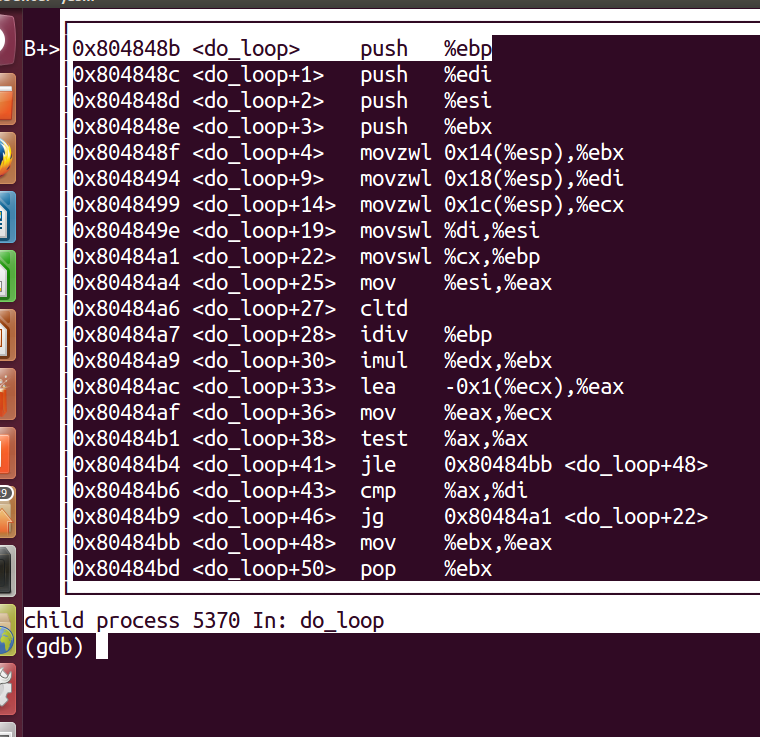 B+> 0x804848b <do_loop> push %ebp
0x804848c <do_loop+1> push %edi
0x804848d <do_loop+2> push %esi
0x804848e <do_loop+3> push %ebx
0x804848f <do_loop+4> movzwl 0x14(%esp),%ebx
0x8048494 <do_loop+9> movzwl 0x18(%esp),%edi
0x8048499 <do_loop+14> movzwl 0x1c(%esp),%ecx
0x804849e <do_loop+19> movswl %di,%esi
0x80484a1 <do_loop+22> movswl %cx,%ebp
0x80484a4 <do_loop+25> mov %esi,%eax
0x80484a6 <do_loop+27> cltd
0x80484a7 <do_loop+28> idiv %ebp
0x80484a9 <do_loop+30> imul %edx,%ebx
0x80484ac <do_loop+33> lea -0x1(%ecx),%eax
0x80484af <do_loop+36> mov %eax,%ecx
0x80484b1 <do_loop+38> test %ax,%ax
0x80484b4 <do_loop+41> jle 0x80484bb <do_loop+48>
0x80484b6 <do_loop+43> cmp %ax,%di
0x80484b9 <do_loop+46> jg 0x80484a1 <do_loop+22>
0x80484bb <do_loop+48> mov %ebx,%eax
0x80484bd <do_loop+50> pop %ebx
child process 5370 In: do_loop
(gdb)